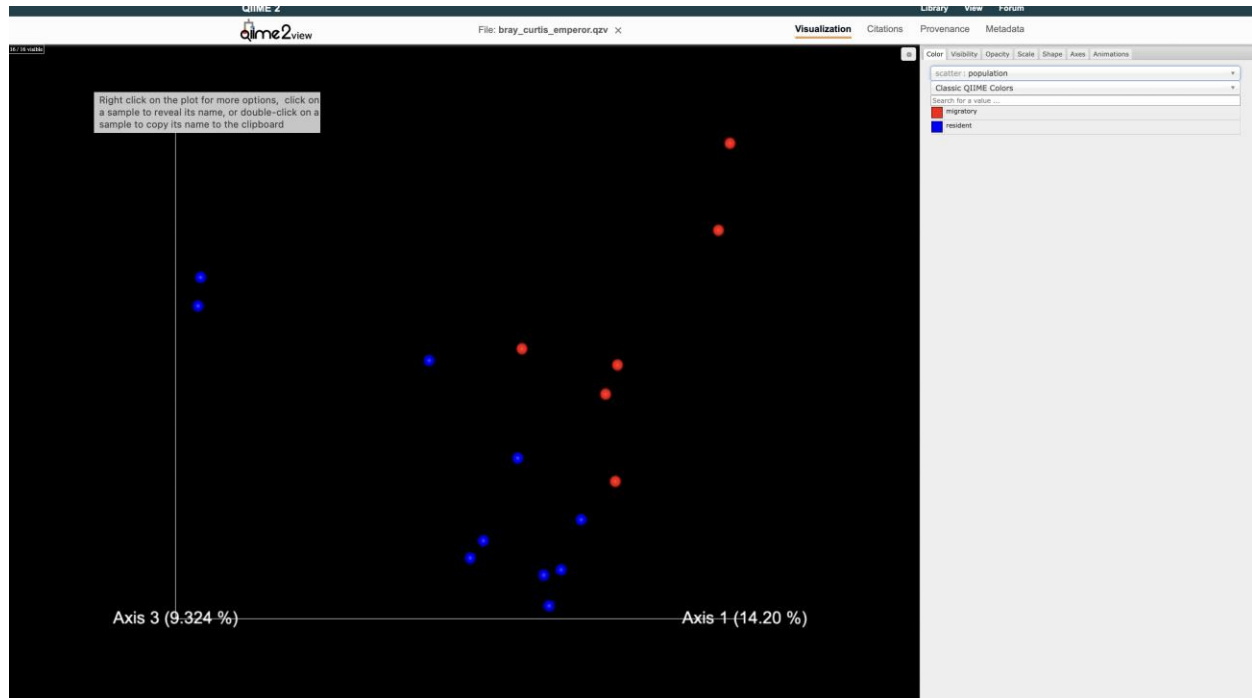 QIIME 2
Library View Forum
qiime2view
File: bray_curtis_emperor.qzv ×
Visualization Citations Provenance Metadata
16 / 16 visible
Color Visibility Opacity Scale Shape Axes Animations
scatter : population
Classic QIIME Colors
Search for a value ...
migratory
resident
Right click on the plot for more options, click on
a sample to reveal its name, or double-click on a
sample to copy its name to the clipboard
Axis 3 (9.324 %)
Axis 1 (14.20 %)